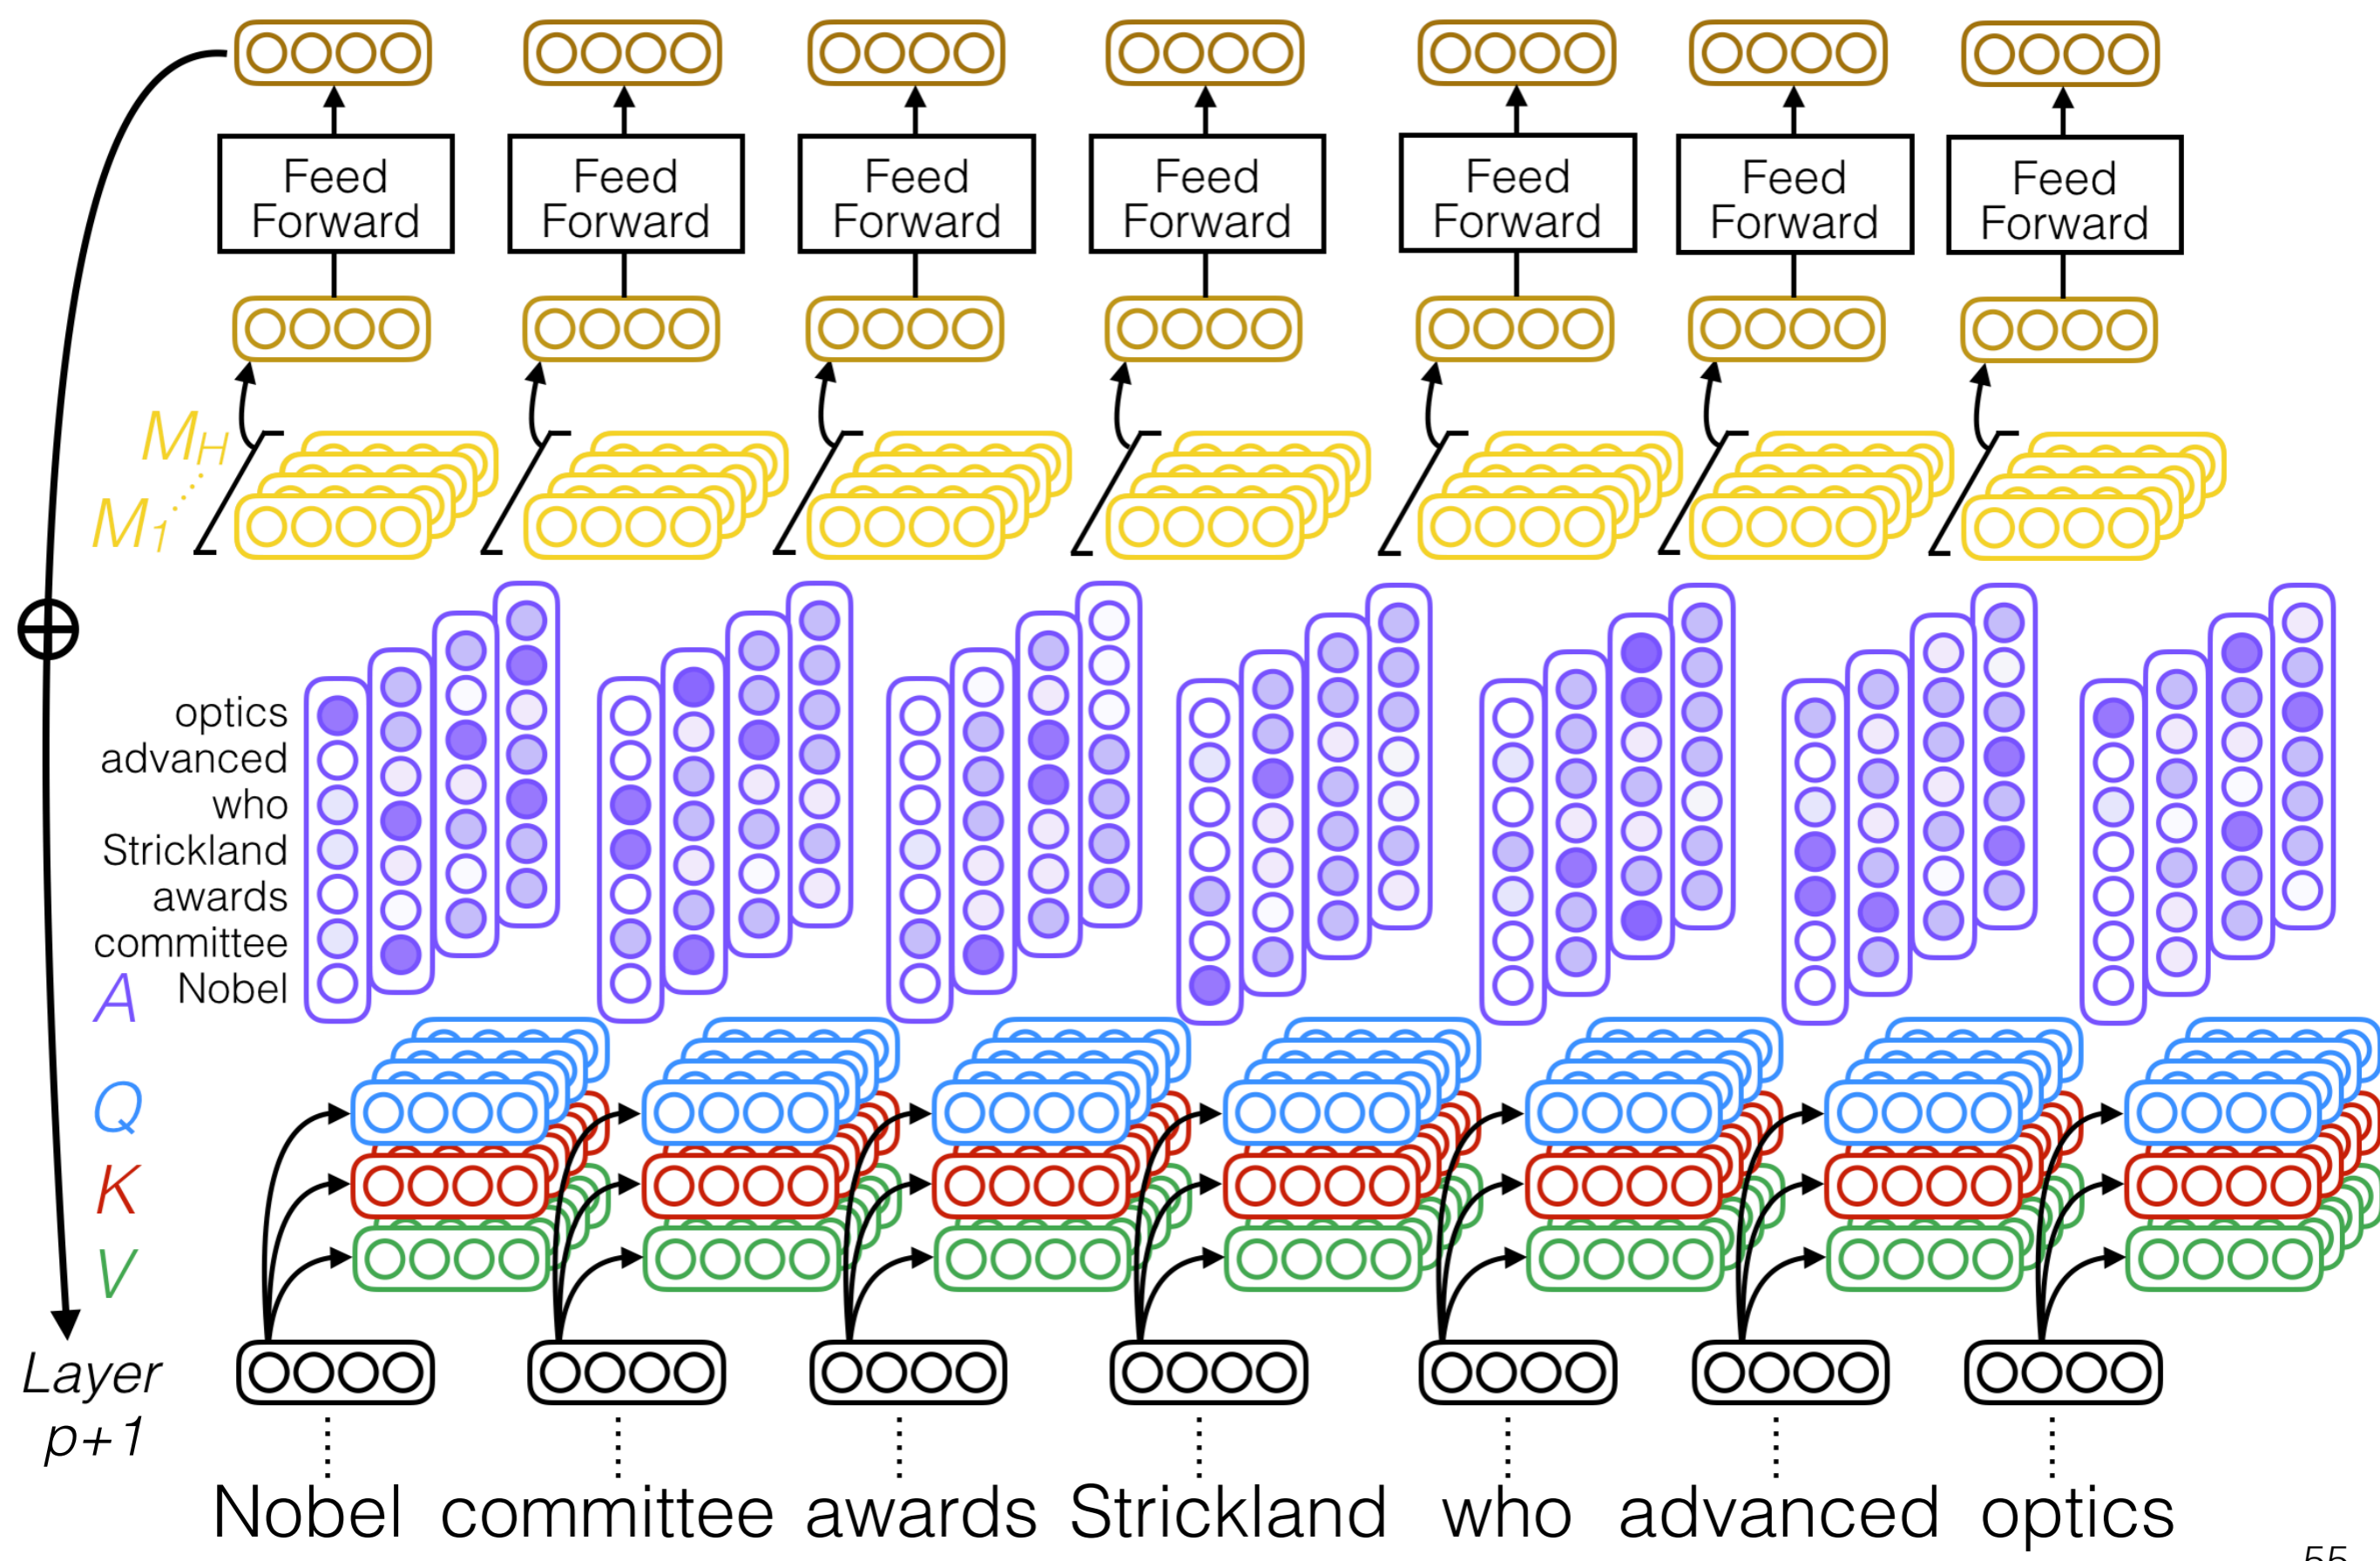 Feed
Forward
Feed
Forward
Feed
Forward
Feed
Forward
Feed
Forward
Feed
Forward
Feed
Forward
M_H
M_1
optics
advanced
who
Strickland
awards
committee
Nobel
A
Q
K
V
Layer
p+1
Nobel committee awards Strickland who advanced optics
55